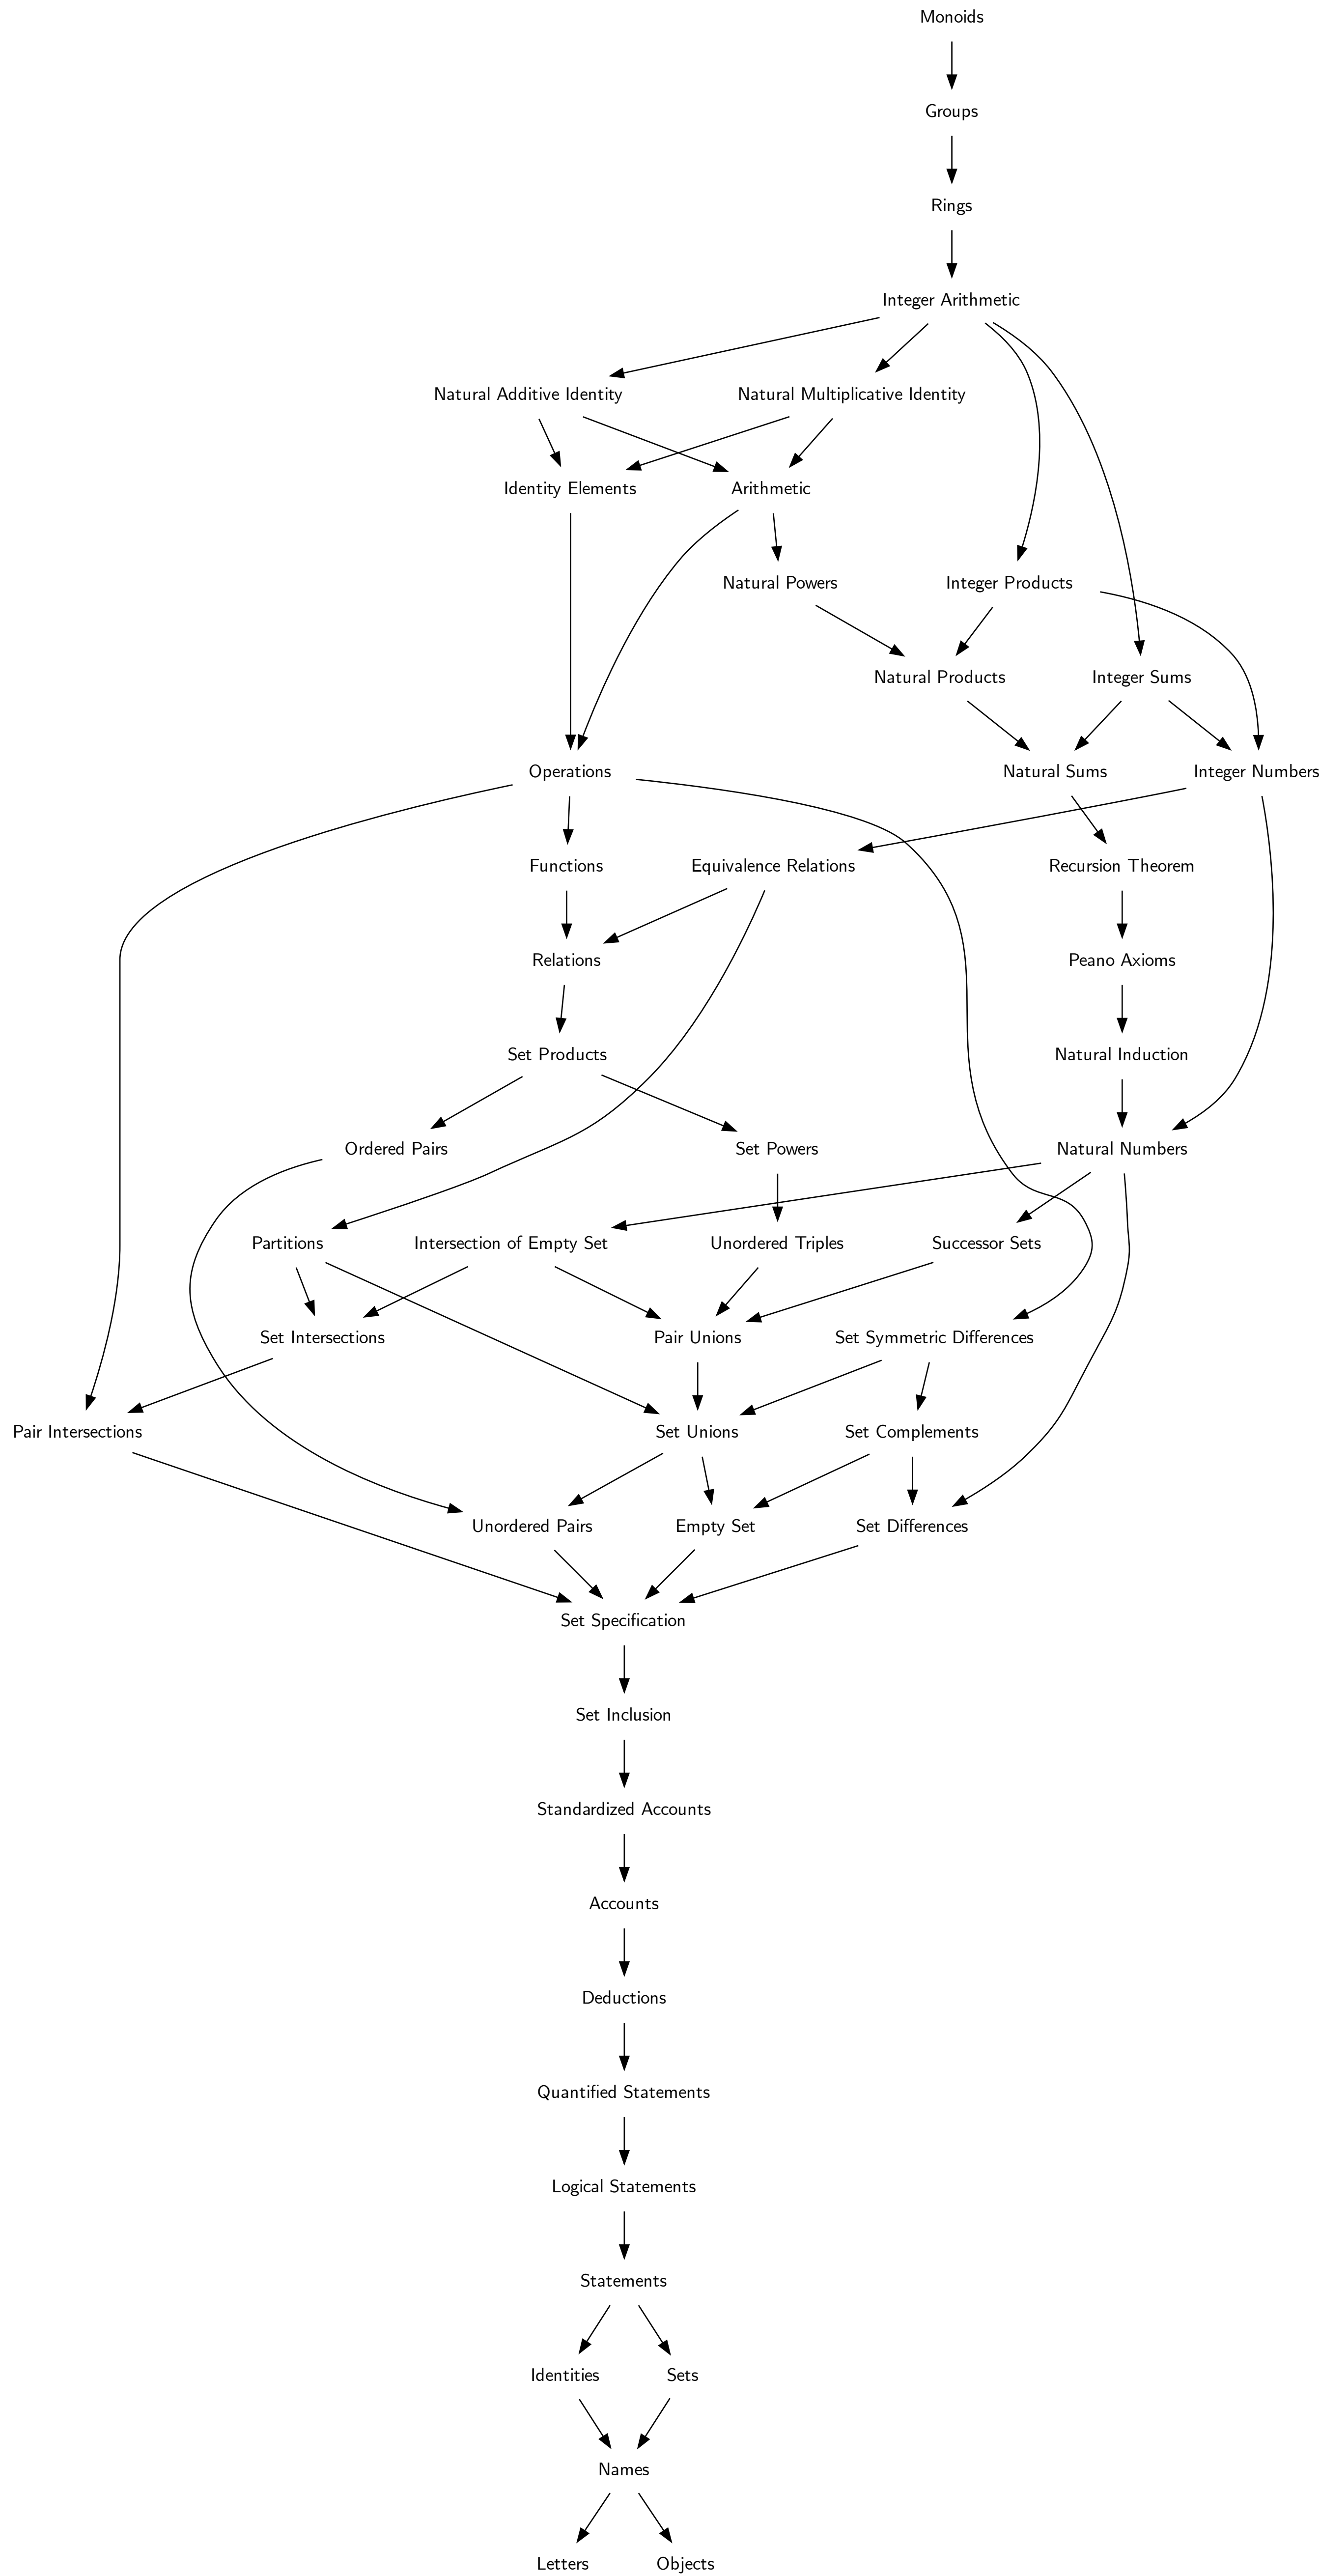 Monoids
Groups
Rings
Integer Arithmetic
Natural Additive Identity
Natural Multiplicative Identity
Identity Elements
Arithmetic
Natural Powers
Integer Products
Natural Products
Integer Sums
Operations
Natural Sums
Integer Numbers
Functions
Equivalence Relations
Recursion Theorem
Relations
Peano Axioms
Set Products
Natural Induction
Ordered Pairs
Set Powers
Natural Numbers
Partitions
Intersection of Empty Set
Unordered Triples
Successor Sets
Set Intersections
Pair Unions
Set Symmetric Differences
Pair Intersections
Set Unions
Set Complements
Unordered Pairs
Empty Set
Set Differences
Set Specification
Set Inclusion
Standardized Accounts
Accounts
Deductions
Quantified Statements
Logical Statements
Statements
Identities
Sets
Names
Letters
Objects